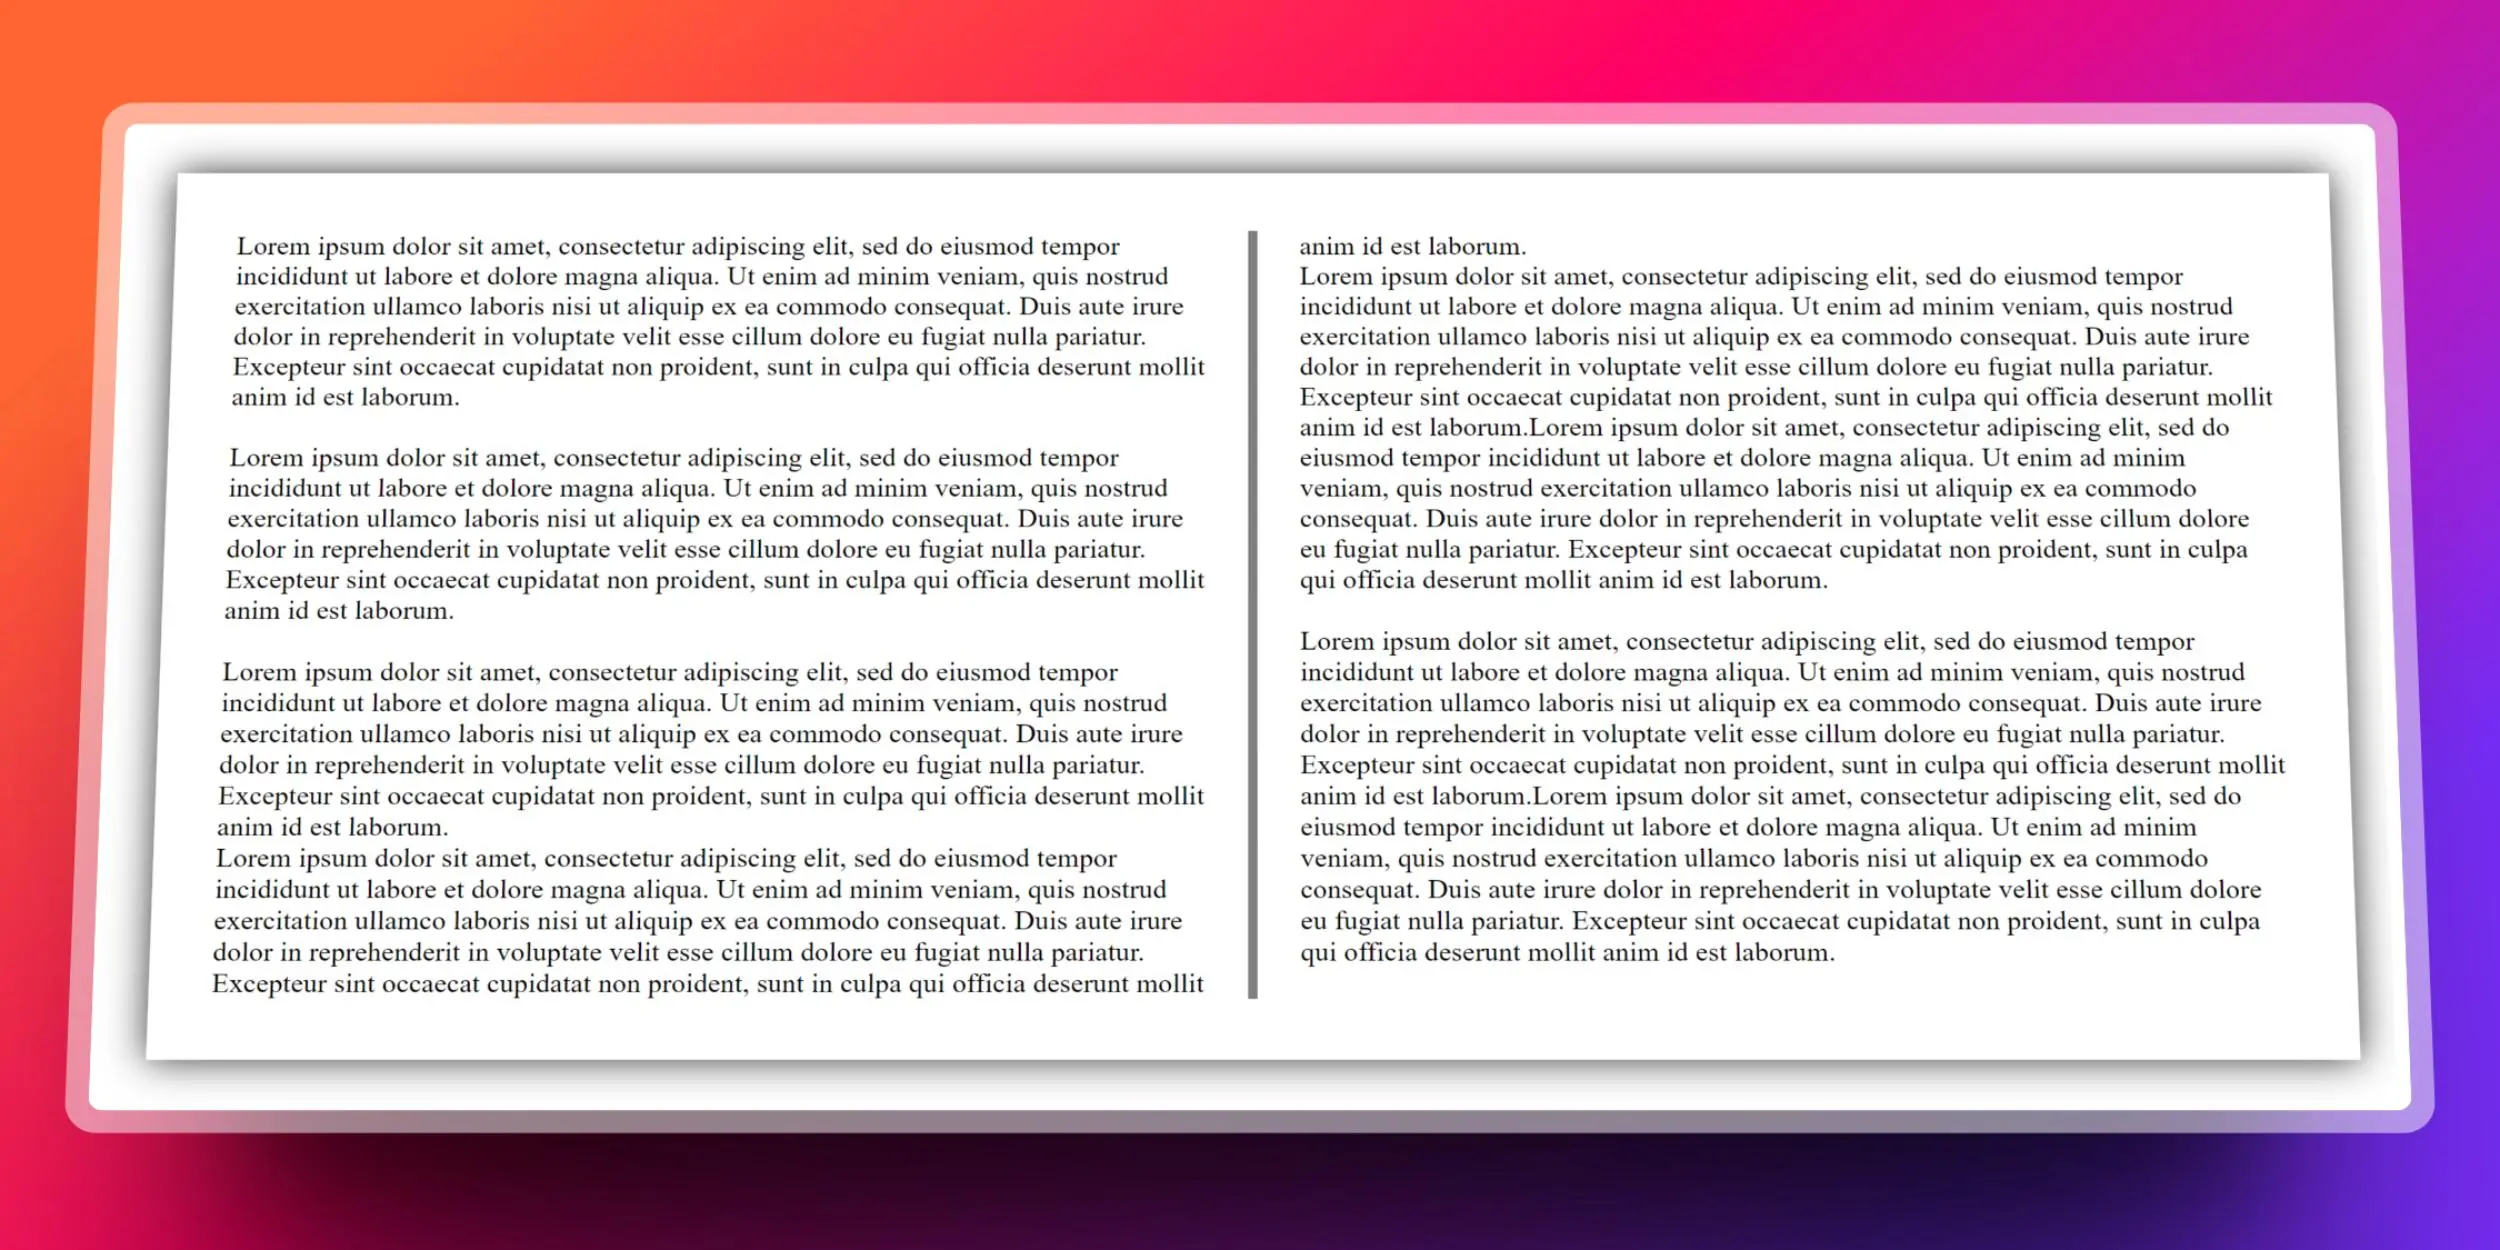 Lorem ipsum dolor sit amet, consectetur adipiscing elit, sed do eiusmod tempor
incididunt ut labore et dolore magna aliqua. Ut enim ad minim veniam, quis nostrud
exercitation ullamco laboris nisi ut aliquip ex ea commodo consequat. Duis aute irure
dolor in reprehenderit in voluptate velit esse cillum dolore eu fugiat nulla pariatur.
Excepteur sint occaecat cupidatat non proident, sunt in culpa qui officia deserunt mollit
anim id est laborum.

Lorem ipsum dolor sit amet, consectetur adipiscing elit, sed do eiusmod tempor
incididunt ut labore et dolore magna aliqua. Ut enim ad minim veniam, quis nostrud
exercitation ullamco laboris nisi ut aliquip ex ea commodo consequat. Duis aute irure
dolor in reprehenderit in voluptate velit esse cillum dolore eu fugiat nulla pariatur.
Excepteur sint occaecat cupidatat non proident, sunt in culpa qui officia deserunt mollit
anim id est laborum.

Lorem ipsum dolor sit amet, consectetur adipiscing elit, sed do eiusmod tempor
incididunt ut labore et dolore magna aliqua. Ut enim ad minim veniam, quis nostrud
exercitation ullamco laboris nisi ut aliquip ex ea commodo consequat. Duis aute irure
dolor in reprehenderit in voluptate velit esse cillum dolore eu fugiat nulla pariatur.
Excepteur sint occaecat cupidatat non proident, sunt in culpa qui officia deserunt mollit
anim id est laborum.
Lorem ipsum dolor sit amet, consectetur adipiscing elit, sed do eiusmod tempor
incididunt ut labore et dolore magna aliqua. Ut enim ad minim veniam, quis nostrud
exercitation ullamco laboris nisi ut aliquip ex ea commodo consequat. Duis aute irure
dolor in reprehenderit in voluptate velit esse cillum dolore eu fugiat nulla pariatur.
Excepteur sint occaecat cupidatat non proident, sunt in culpa qui officia deserunt mollit
anim id est laborum.
Lorem ipsum dolor sit amet, consectetur adipiscing elit, sed do eiusmod tempor
incididunt ut labore et dolore magna aliqua. Ut enim ad minim veniam, quis nostrud
exercitation ullamco laboris nisi ut aliquip ex ea commodo consequat. Duis aute irure
dolor in reprehenderit in voluptate velit esse cillum dolore eu fugiat nulla pariatur.
Excepteur sint occaecat cupidatat non proident, sunt in culpa qui officia deserunt mollit
anim id est laborum.Lorem ipsum dolor sit amet, consectetur adipiscing elit, sed do
eiusmod tempor incididunt ut labore et dolore magna aliqua. Ut enim ad minim
veniam, quis nostrud exercitation ullamco laboris nisi ut aliquip ex ea commodo
consequat. Duis aute irure dolor in reprehenderit in voluptate velit esse cillum dolore
eu fugiat nulla pariatur. Excepteur sint occaecat cupidatat non proident, sunt in culpa
qui officia deserunt mollit anim id est laborum.

Lorem ipsum dolor sit amet, consectetur adipiscing elit, sed do eiusmod tempor
incididunt ut labore et dolore magna aliqua. Ut enim ad minim veniam, quis nostrud
exercitation ullamco laboris nisi ut aliquip ex ea commodo consequat. Duis aute irure
dolor in reprehenderit in voluptate velit esse cillum dolore eu fugiat nulla pariatur.
Excepteur sint occaecat cupidatat non proident, sunt in culpa qui officia deserunt mollit
anim id est laborum.Lorem ipsum dolor sit amet, consectetur adipiscing elit, sed do
eiusmod tempor incididunt ut labore et dolore magna aliqua. Ut enim ad minim
veniam, quis nostrud exercitation ullamco laboris nisi ut aliquip ex ea commodo
consequat. Duis aute irure dolor in reprehenderit in voluptate velit esse cillum dolore
eu fugiat nulla pariatur. Excepteur sint occaecat cupidatat non proident, sunt in culpa
qui officia deserunt mollit anim id est laborum.